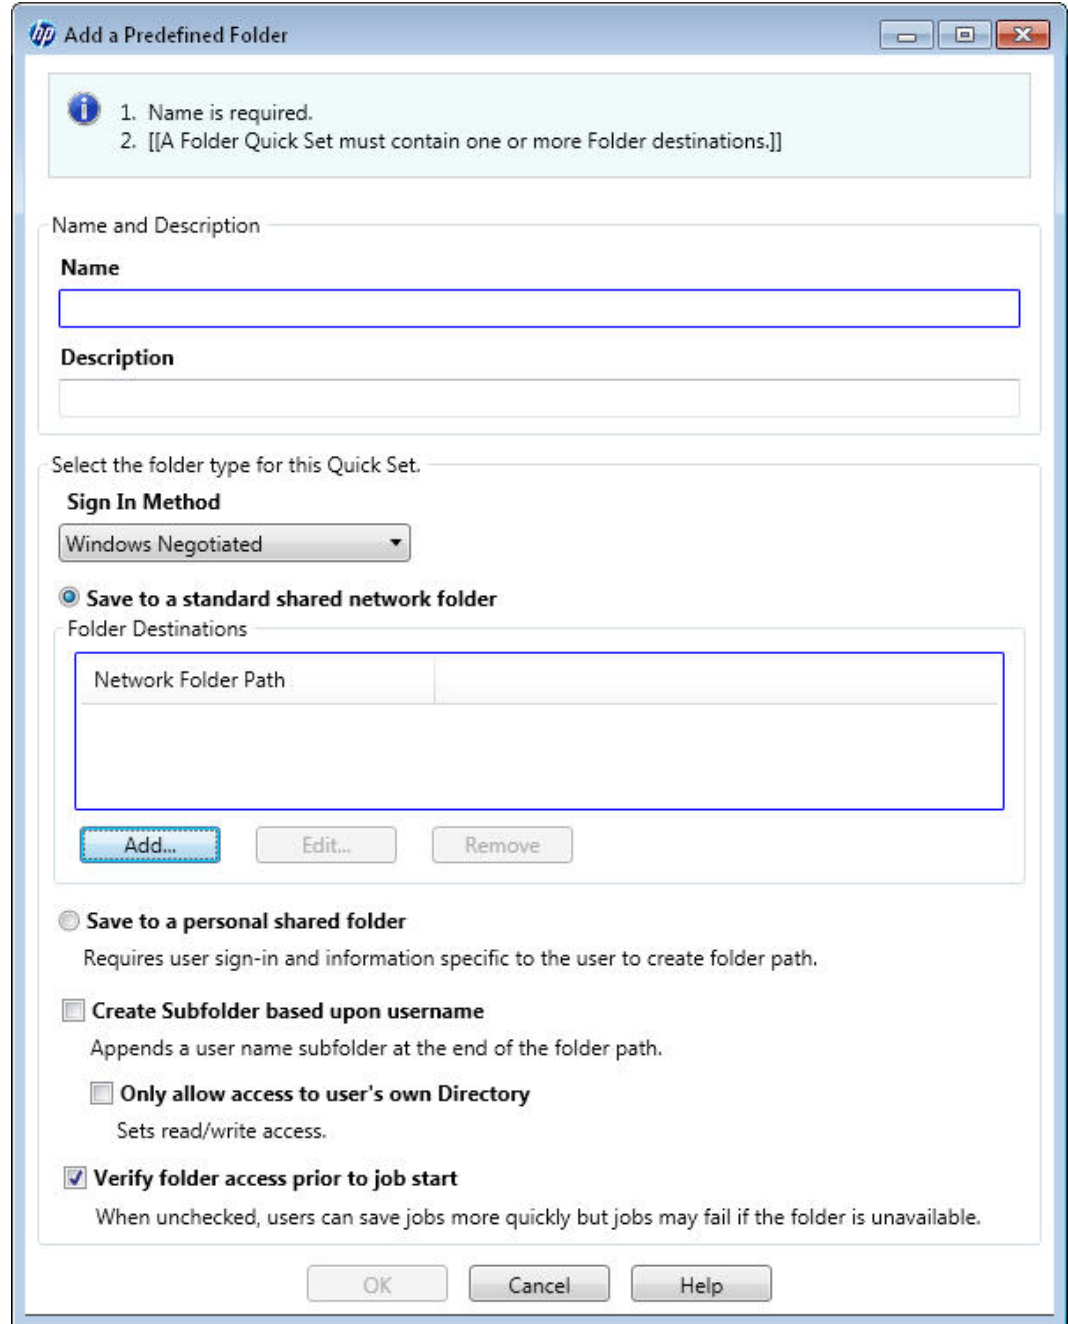 hp Add a Predefined Folder
1. Name is required.
2. [[A Folder Quick Set must contain one or more Folder destinations.]]
Name and Description
Name
Description
Select the folder type for this Quick Set.
Sign In Method
Windows Negotiated
Save to a standard shared network folder
Folder Destinations
Network Folder Path
Add... Edit... Remove
Save to a personal shared folder
Requires user sign-in and information specific to the user to create folder path.
Create Subfolder based upon username
Appends a user name subfolder at the end of the folder path.
Only allow access to user's own Directory
Sets read/write access.
Verify folder access prior to job start
When unchecked, users can save jobs more quickly but jobs may fail if the folder is unavailable.
OK Cancel Help